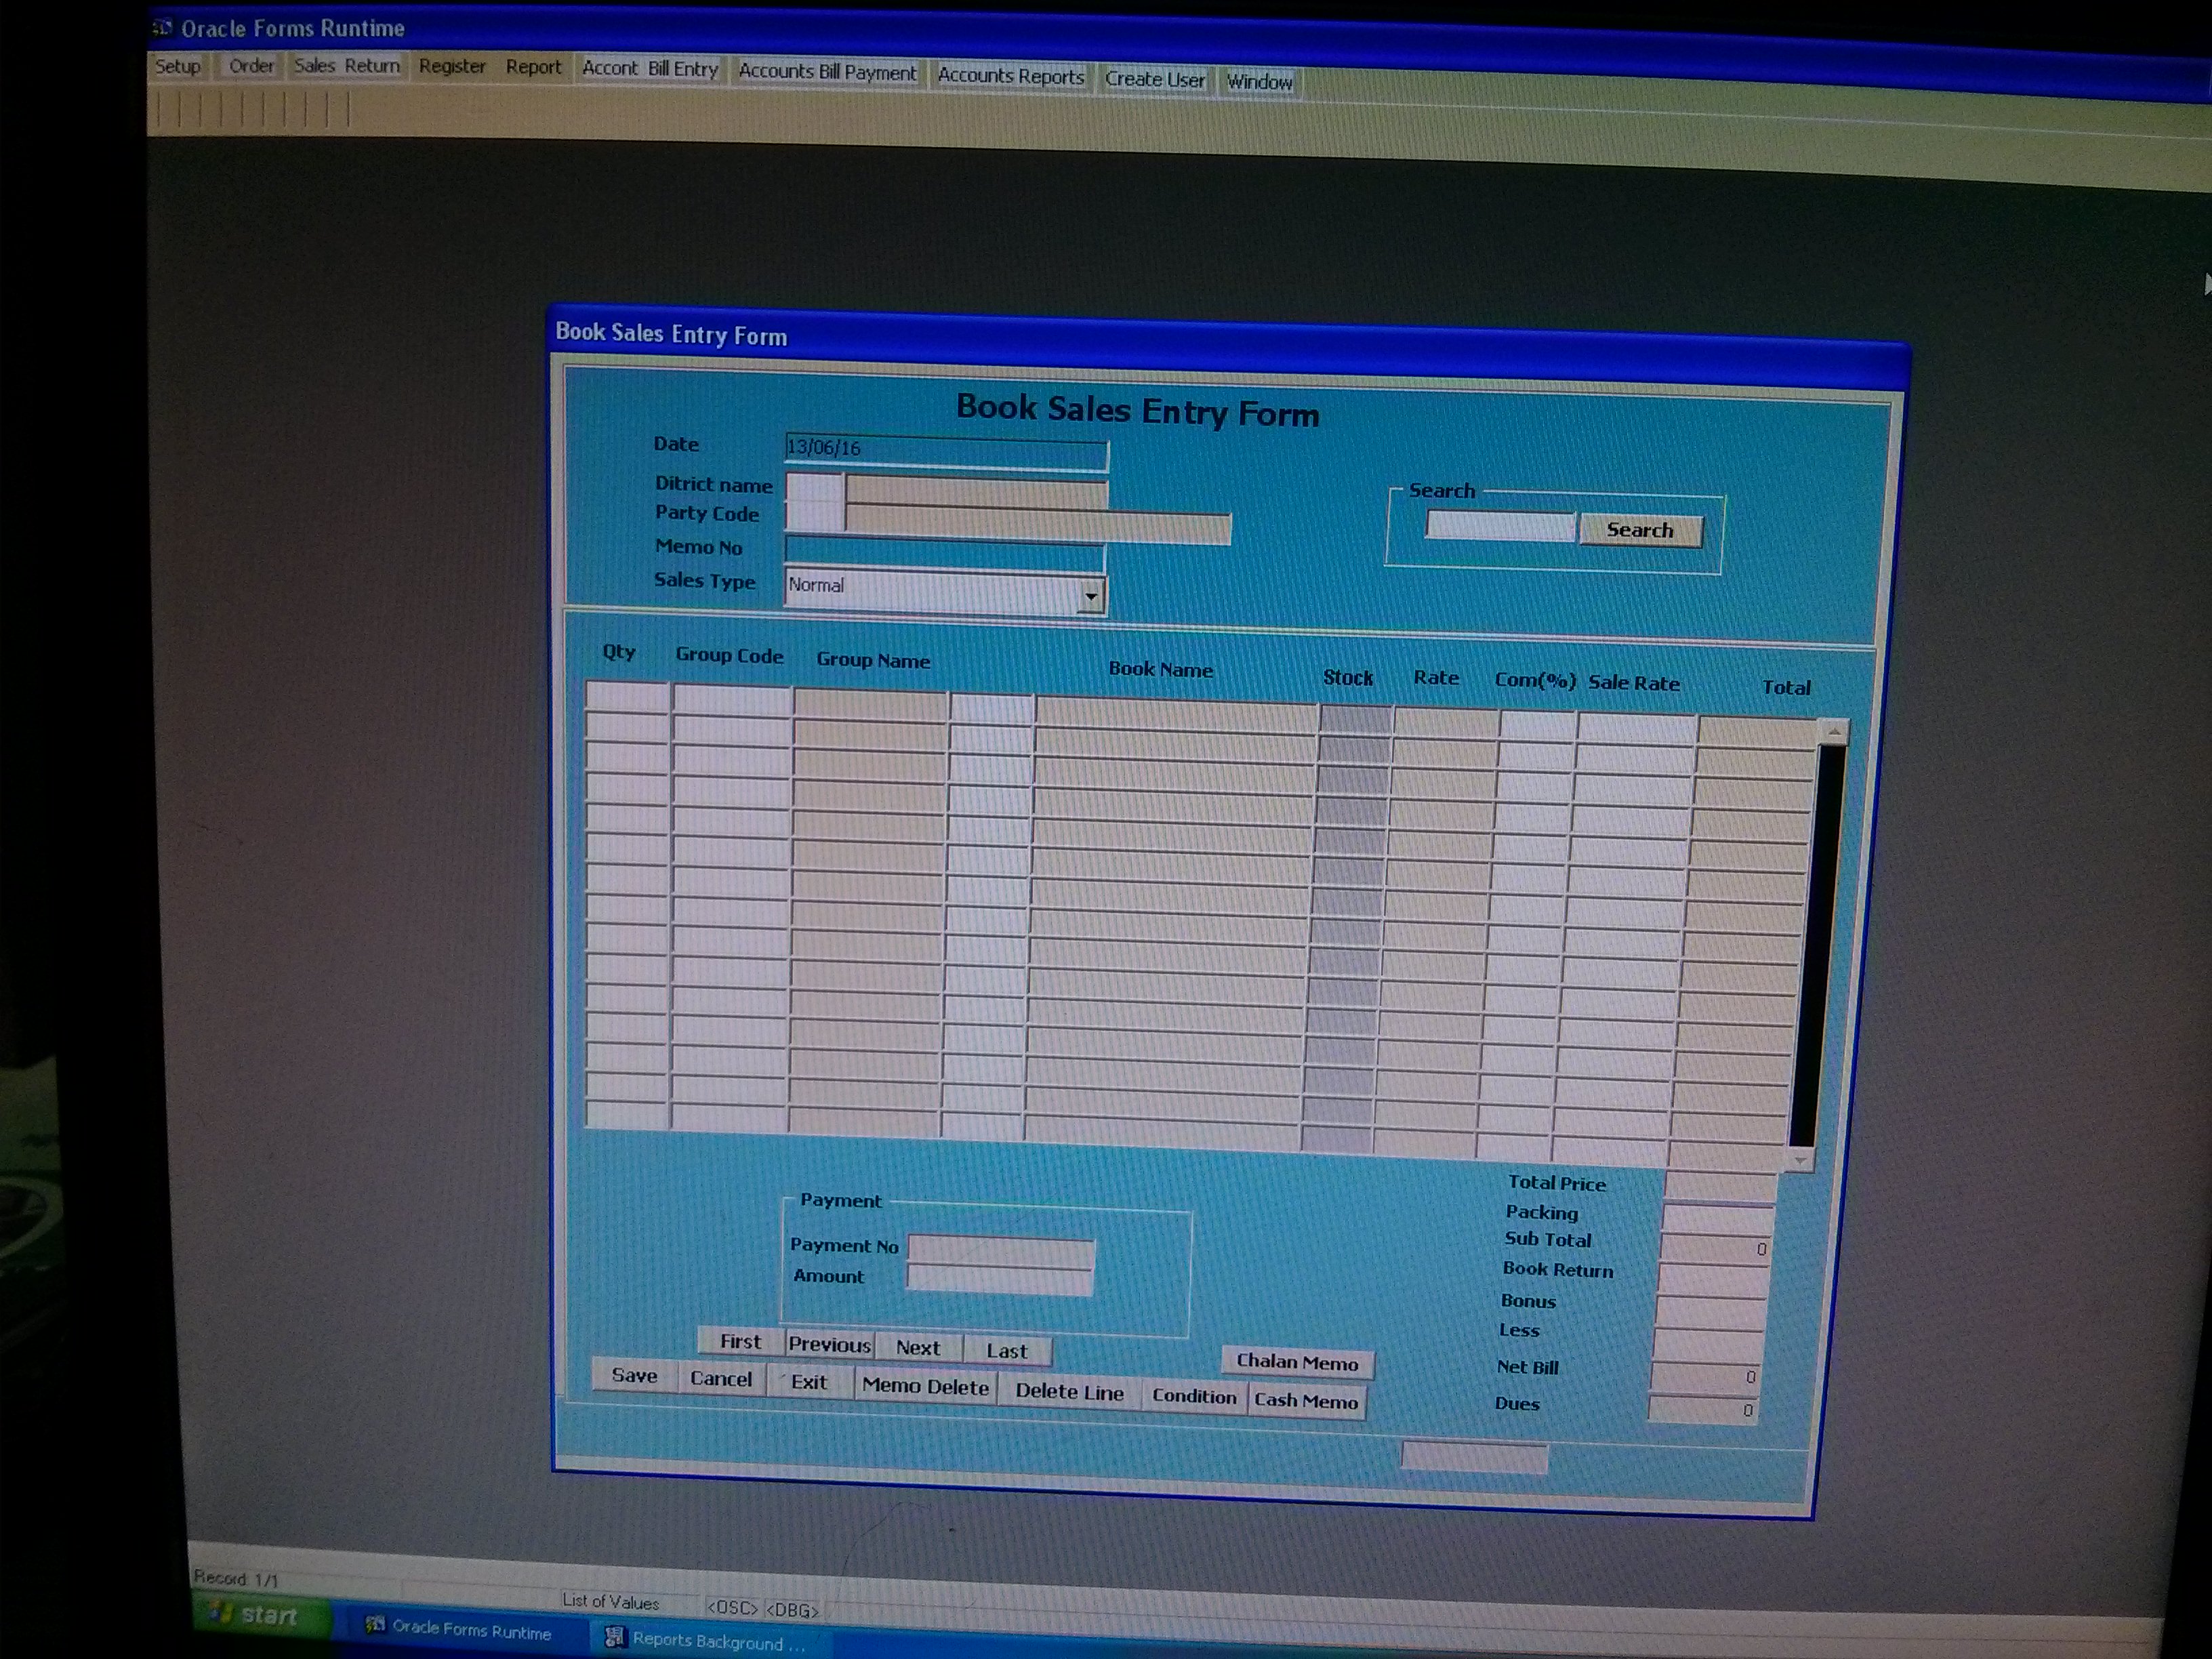 Oracle Forms Runtime
Setup Order Sales Return Register Report Accont Bill Entry Accounts Bill Payment Accounts Reports Create User Window
Book Sales Entry Form
Book Sales Entry Form
Date 13/06/16
Ditrict name
Party Code
Memo No
Sales Type Normal
Search
Search
Qty Group Code Group Name Book Name Stock Rate Com(%) Sale Rate Total
Payment
Payment No
Amount
Total Price
Packing
Sub Total 0
Book Return
Bonus
Less
Net Bill 0
Dues 0
First Previous Next Last
Chalan Memo
Save Cancel Exit Memo Delete Delete Line Condition Cash Memo
Record: 1/1
List of Values <OSC> <DBG>
start Oracle Forms Runtime Reports Background ...